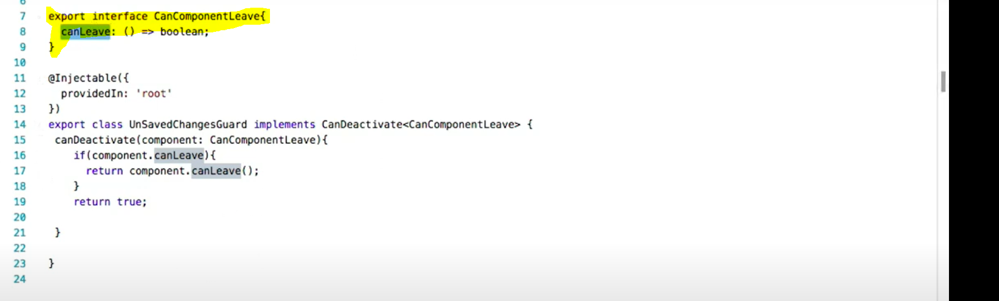 6
7 export interface CanComponentLeave{
8 canLeave: () => boolean;
9 }
10
11 @Injectable({
12 providedIn: 'root'
13 })
14 export class UnSavedChangesGuard implements CanDeactivate<CanComponentLeave> {
15 canDeactivate(component: CanComponentLeave){
16 if(component.canLeave){
17 return component.canLeave();
18 }
19 return true;
20
21 }
22
23 }
24